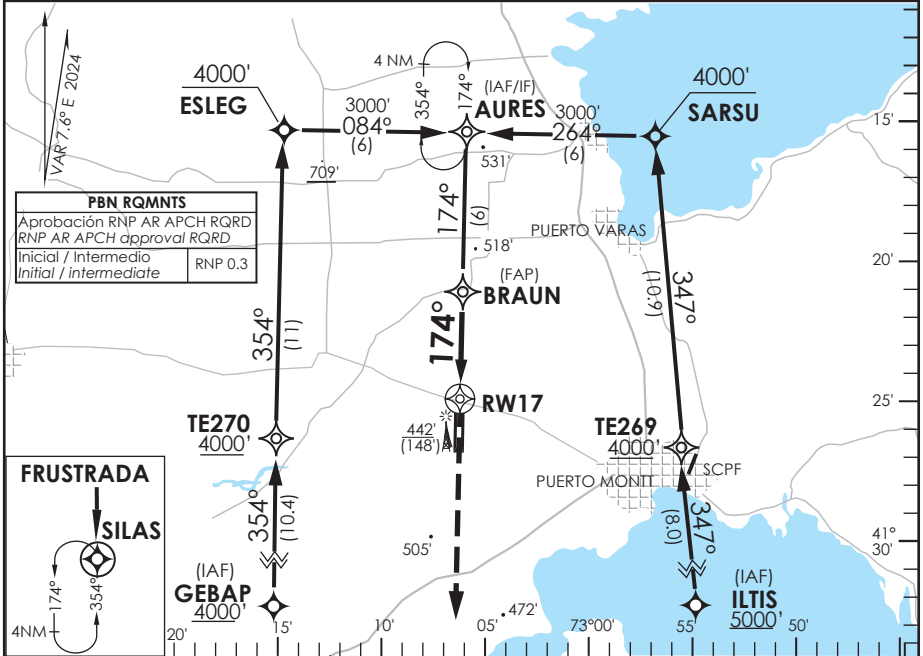 VAR 7.6° E 2024
4000'
ESLEG
3000'
084°
(6)
4 NM
354°
174°
(IAF/IF)
AURES
3000'
264°
(6)
4000'
SARSU
15'
709'
531'
PBN RQMNTS
Aprobación RNP AR APCH RQRD
RNP AR APCH approval RQRD
Inicial / Intermedio
Initial / intermediate
RNP 0.3
174°
(6)
518'
PUERTO VARAS
20'
(FAP)
BRAUN
354°
(11)
174°
347°
(10.9)
RW17
25'
TE270
4000'
442'
(148')
TE269
4000'
SCPF
PUERTO MONTT
FRUSTRADA
SILAS
174°
354°
4NM
354°
(10.4)
505'
347°
(8.0)
41°
30'
(IAF)
GEBAP
4000'
(IAF)
ILTIS
5000'
472'
20'
15'
10'
05'
73°00'
55'
50'